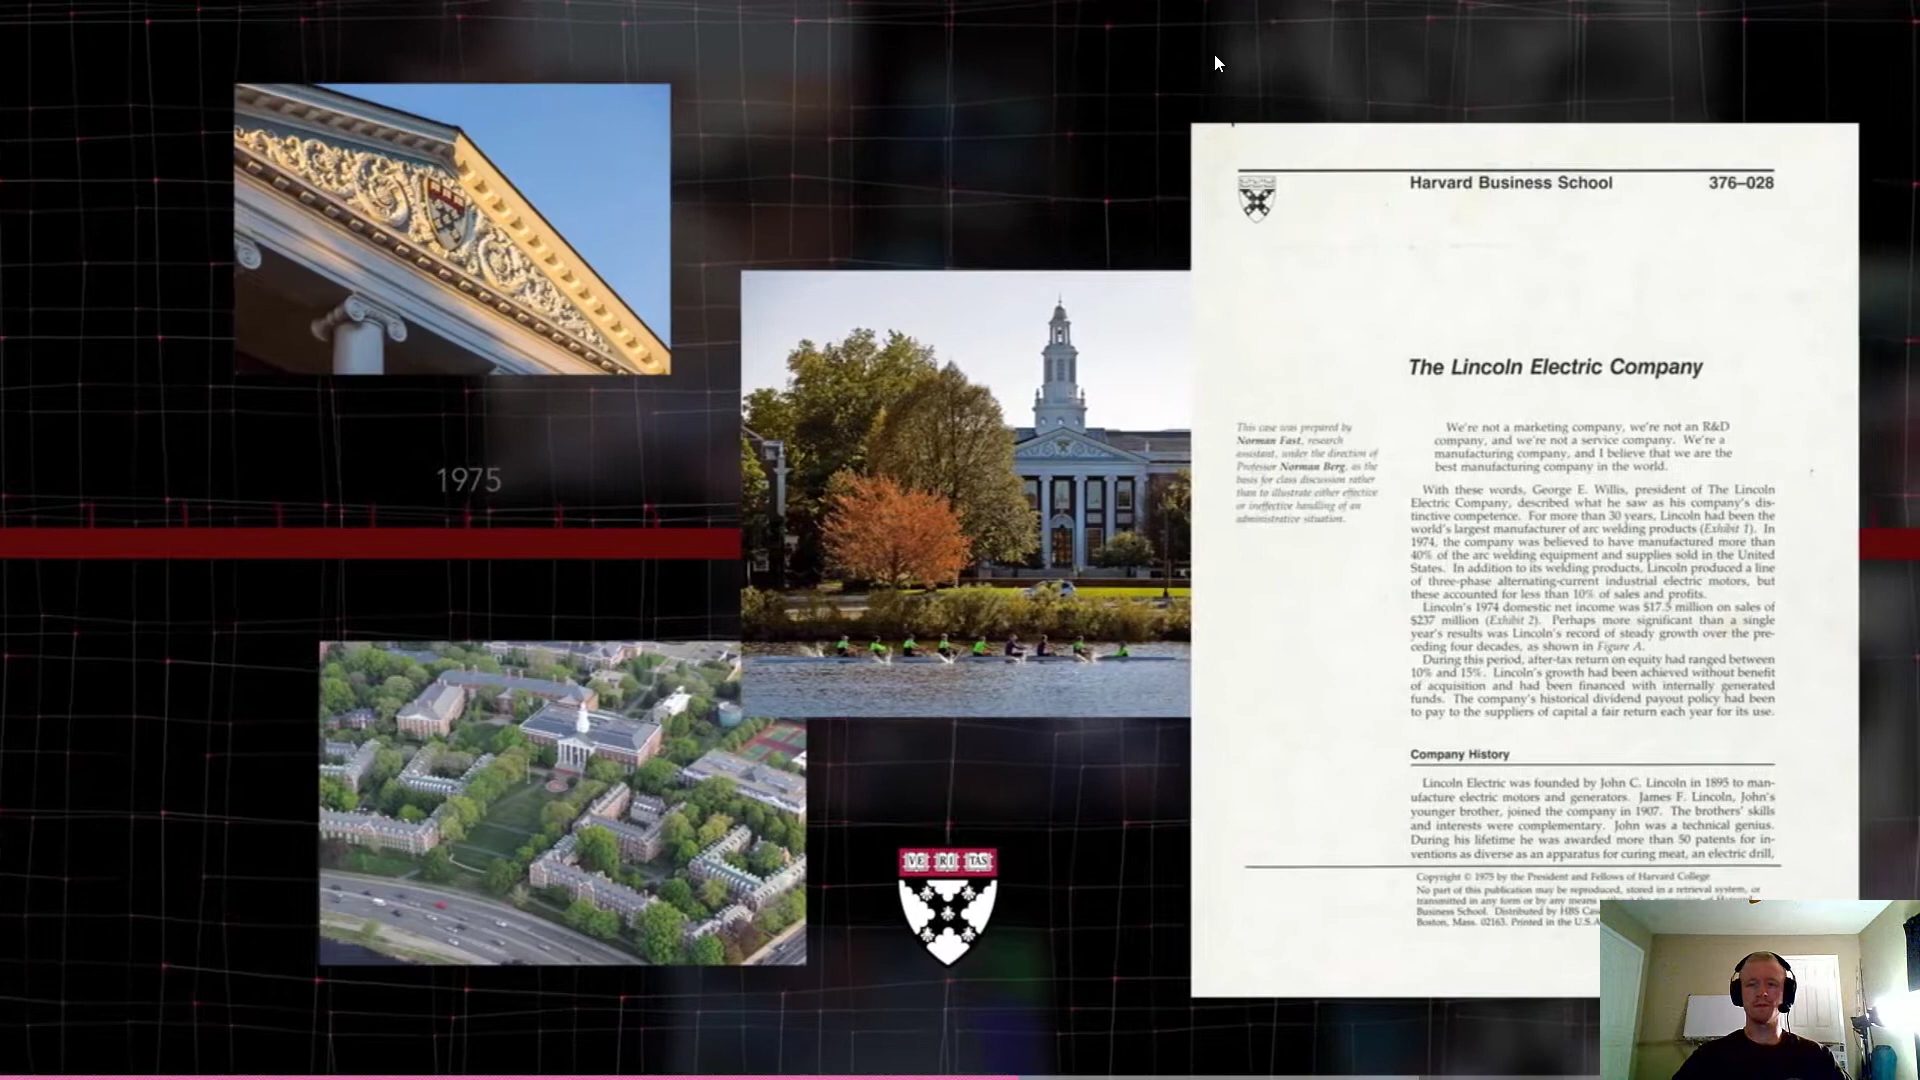 1975
VE RI TAS
Harvard Business School 376–028
The Lincoln Electric Company
This case was prepared by
Norman Fast, research
assistant, under the direction of
Professor Norman Berg, as the
basis for class discussion rather
than to illustrate either effective
or ineffective handling of an
administrative situation.
We're not a marketing company, we're not an R&D
company, and we're not a service company. We're a
manufacturing company, and I believe that we are the
best manufacturing company in the world.
With these words, George E. Willis, president of The Lincoln
Electric Company, described what he saw as his company's dis-
tinctive competence. For more than 30 years, Lincoln had been the
world's largest manufacturer of arc welding products (Exhibit 1). In
1974, the company was believed to have manufactured more than
40% of the arc welding equipment and supplies sold in the United
States. In addition to its welding products, Lincoln produced a line
of three-phase alternating-current industrial electric motors, but
these accounted for less than 10% of sales and profits.
Lincoln's 1974 domestic net income was $17.5 million on sales of
$237 million (Exhibit 2). Perhaps more significant than a single
year's results was Lincoln's record of steady growth over the pre-
ceding four decades, as shown in Figure A.
During this period, after-tax return on equity had ranged between
10% and 15%. Lincoln's growth had been achieved without benefit
of acquisition and had been financed with internally generated
funds. The company's historical dividend payout policy had been
to pay to the suppliers of capital a fair return each year for its use.
Company History
Lincoln Electric was founded by John C. Lincoln in 1895 to man-
ufacture electric motors and generators. James F. Lincoln, John's
younger brother, joined the company in 1907. The brothers' skills
and interests were complementary. John was a technical genius.
During his lifetime he was awarded more than 50 patents for in-
ventions as diverse as an apparatus for curing meat, an electric drill,
Copyright © 1975 by the President and Fellows of Harvard College
No part of this publication may be reproduced, stored in a retrieval system, or
transmitted in any form or by any means
Business School. Distributed by HBS Cas
Boston, Mass. 02163. Printed in the U.S.A